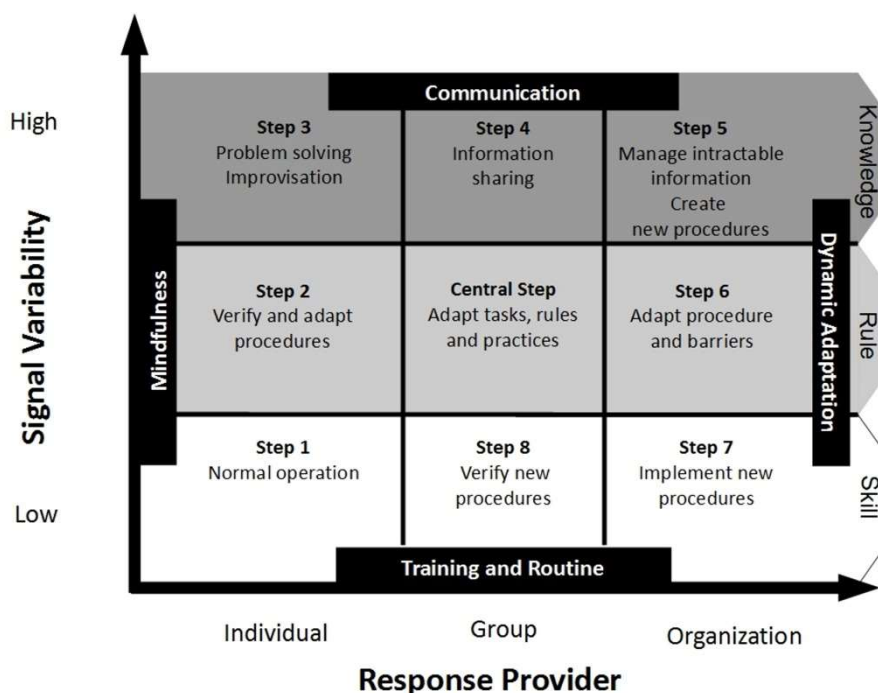 Communication
High
Step 3
Problem solving
Improvisation
Step 4
Information
sharing
Step 5
Manage intractable
information
Create
new procedures
Knowledge
Signal Variability
Mindfulness
Step 2
Verify and adapt
procedures
Central Step
Adapt tasks, rules
and practices
Step 6
Adapt procedure
and barriers
Dynamic Adaptation
Rule
Step 1
Normal operation
Step 8
Verify new
procedures
Step 7
Implement new
procedures
Skill
Low
Training and Routine
Individual
Group
Organization
Response Provider